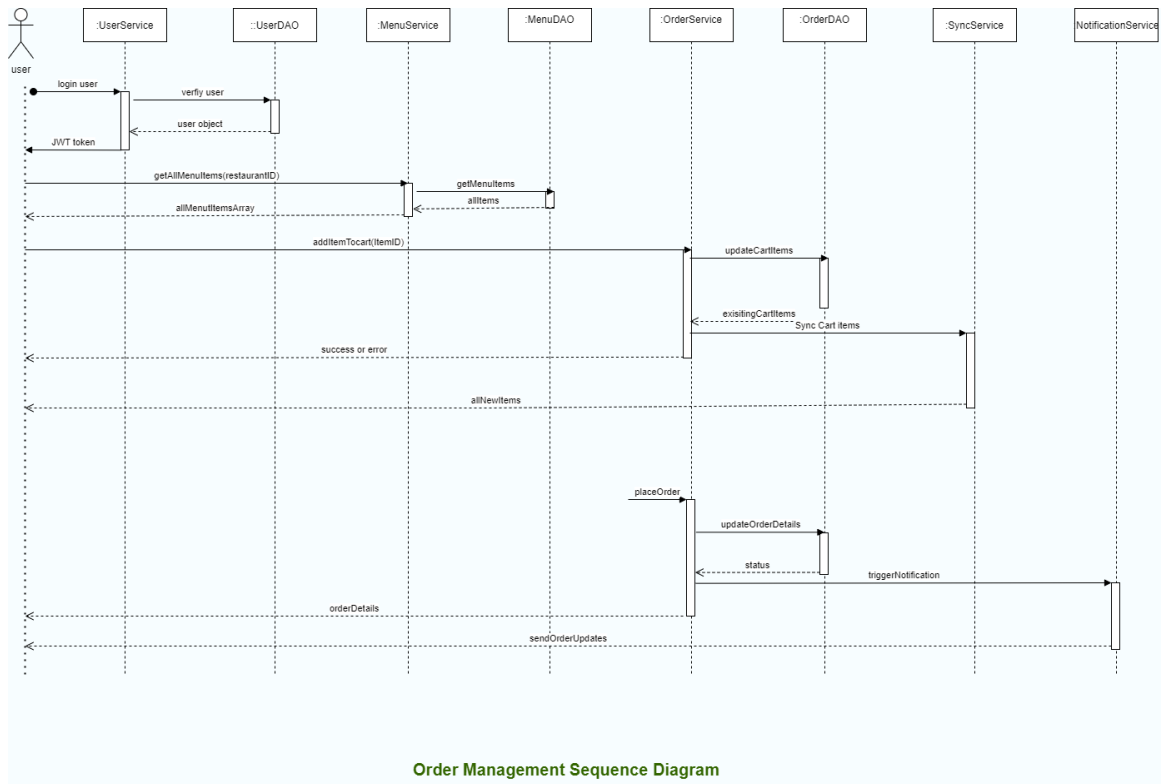 :UserService
::UserDAO
:MenuService
:MenuDAO
:OrderService
:OrderDAO
:SyncService
NotificationService
user
login user
verfiy user
user object
JWT token
getAllMenuItems(restaurantID)
getMenuItems
allItems
allMenutItemsArray
addItemTocart(ItemID)
updateCartItems
exisitingCartItems
Sync Cart items
success or error
allNewItems
placeOrder
updateOrderDetails
status
triggerNotification
orderDetails
sendOrderUpdates
Order Management Sequence Diagram